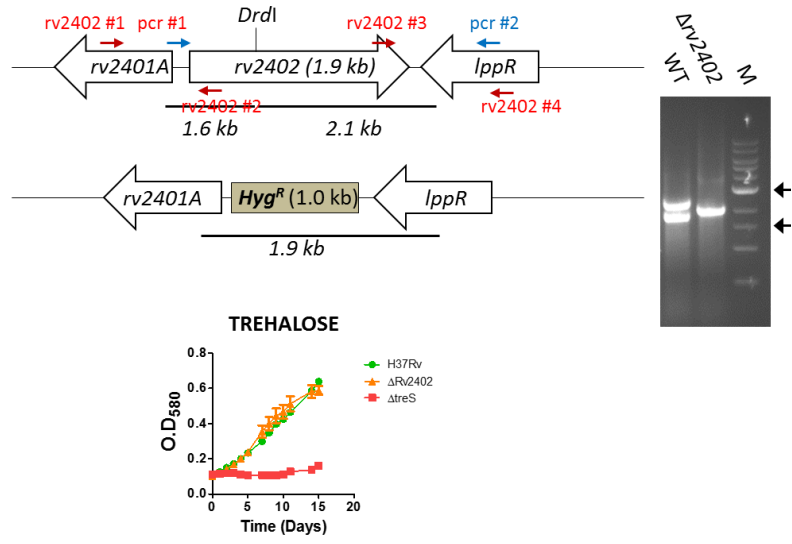 DrdI
rv2402 #1
pcr #1
rv2402 #3
pcr #2
rv2401A
rv2402 (1.9 kb)
lppR
rv2402 #2
rv2402 #4
1.6 kb
2.1 kb
WT
Δrv2402
M
rv2401A
Hyg^R (1.0 kb)
lppR
1.9 kb
TREHALOSE
O.D580
0.8
0.6
0.4
0.2
0.0
0
5
10
15
20
Time (Days)
H37Rv
ΔRv2402
ΔtreS